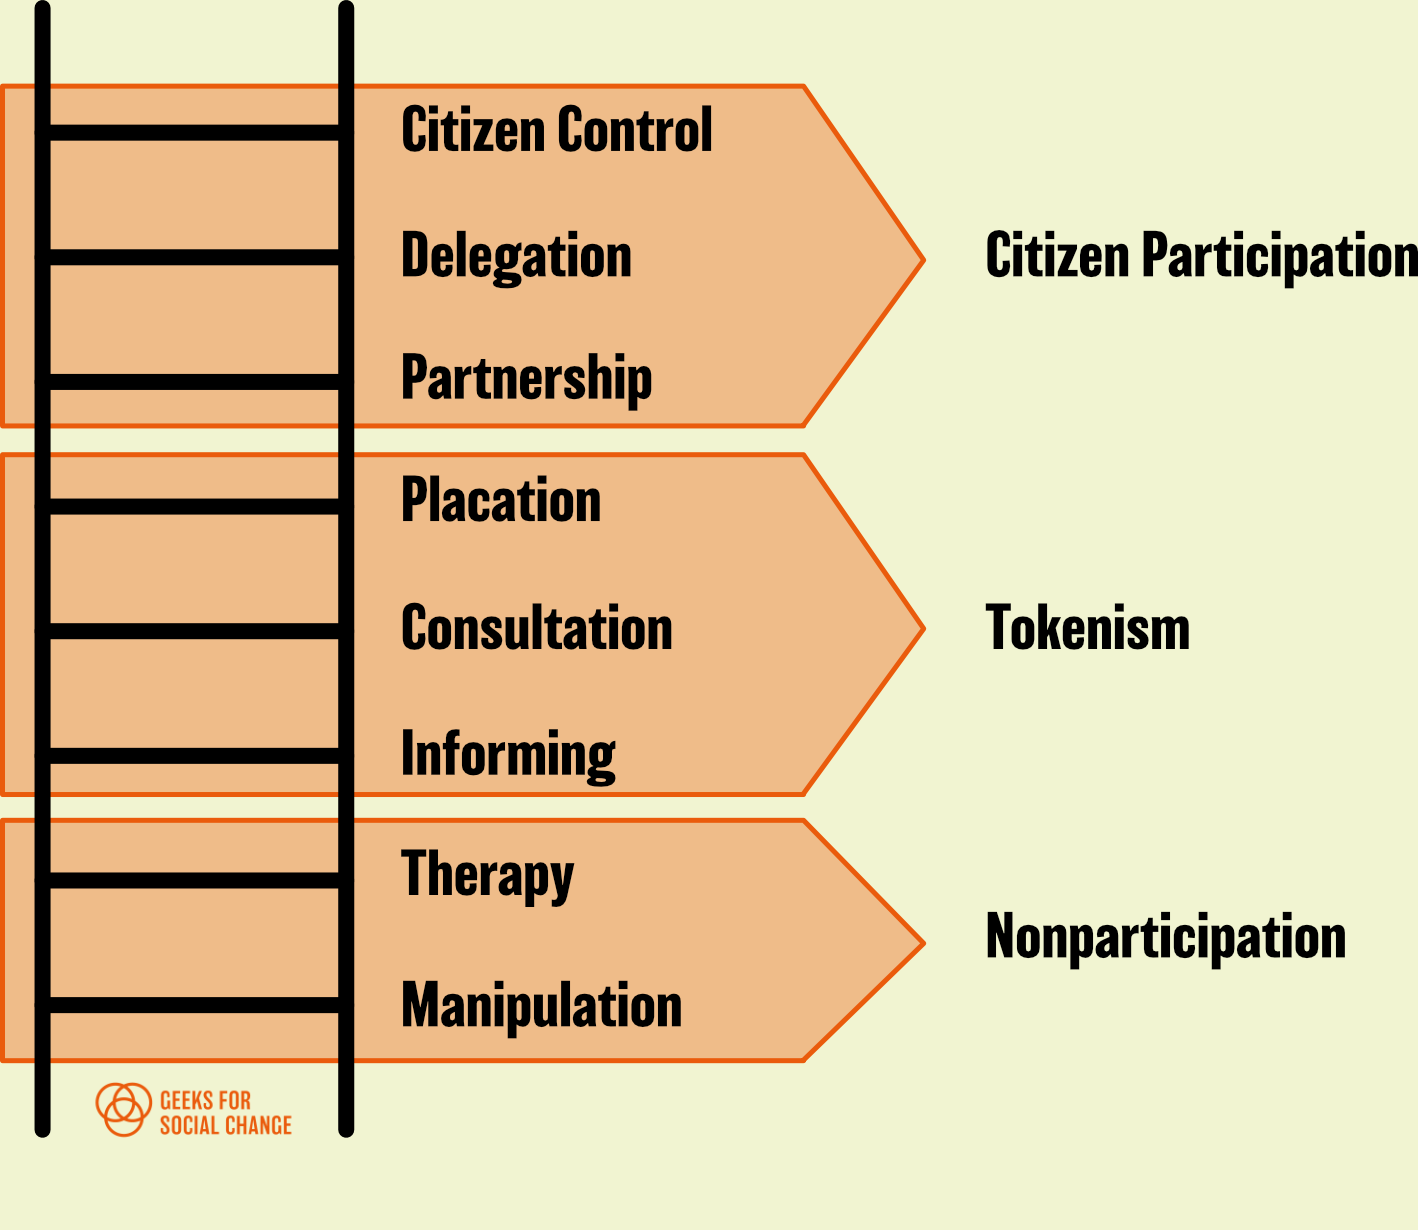 Citizen Control
Delegation
Partnership
Citizen Participation
Placation
Consultation
Informing
Tokenism
Therapy
Manipulation
Nonparticipation
GEEKS FOR
SOCIAL CHANGE